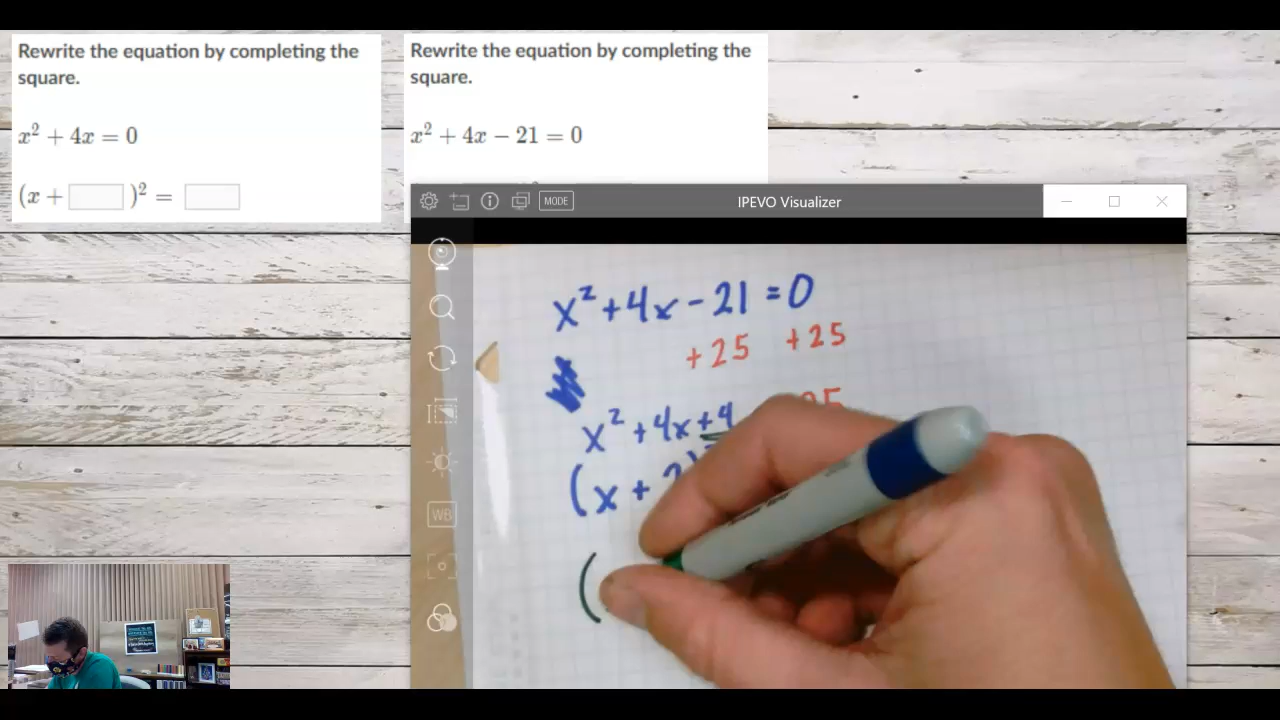 Rewrite the equation by completing the
square.
x² + 4x = 0
(x + )² =
Rewrite the equation by completing the
square.
x² + 4x − 21 = 0
MODE
IPEVO Visualizer
WB
x² + 4x - 21 = 0
+25 +25
x² + 4x + 4
(x + 2)
(